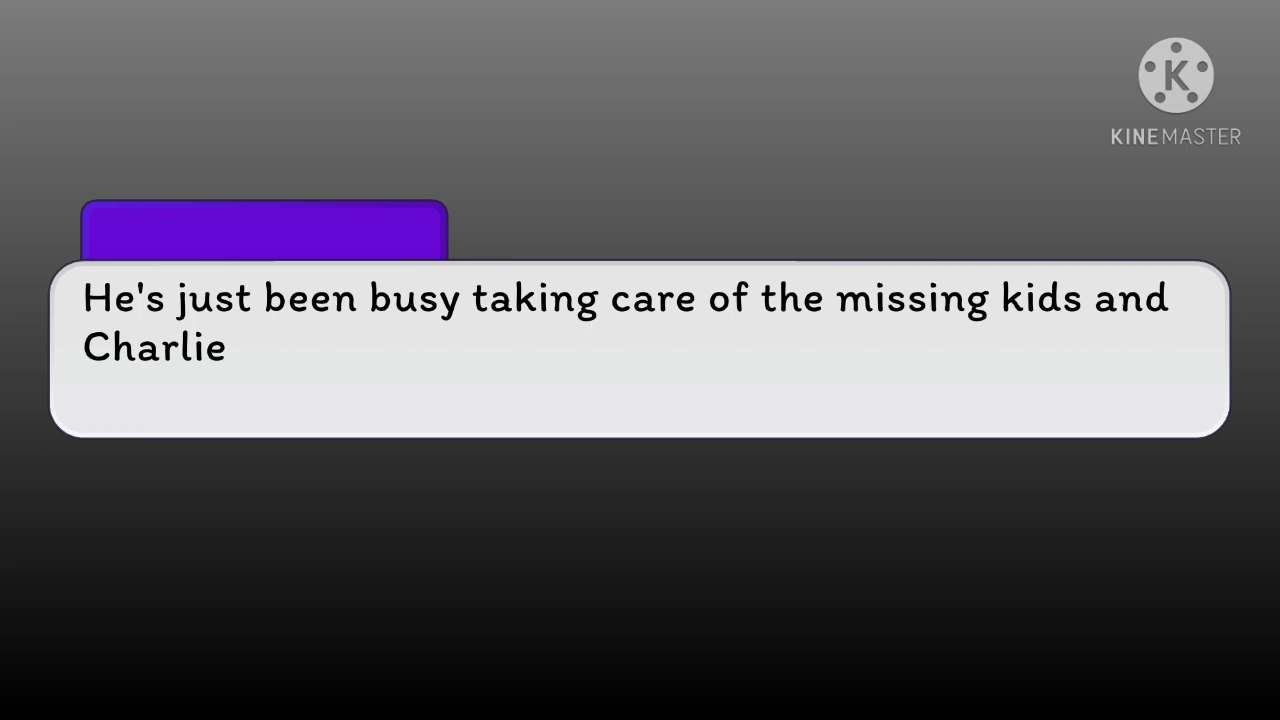 K
KINEMASTER
He's just been busy taking care of the missing kids and
Charlie